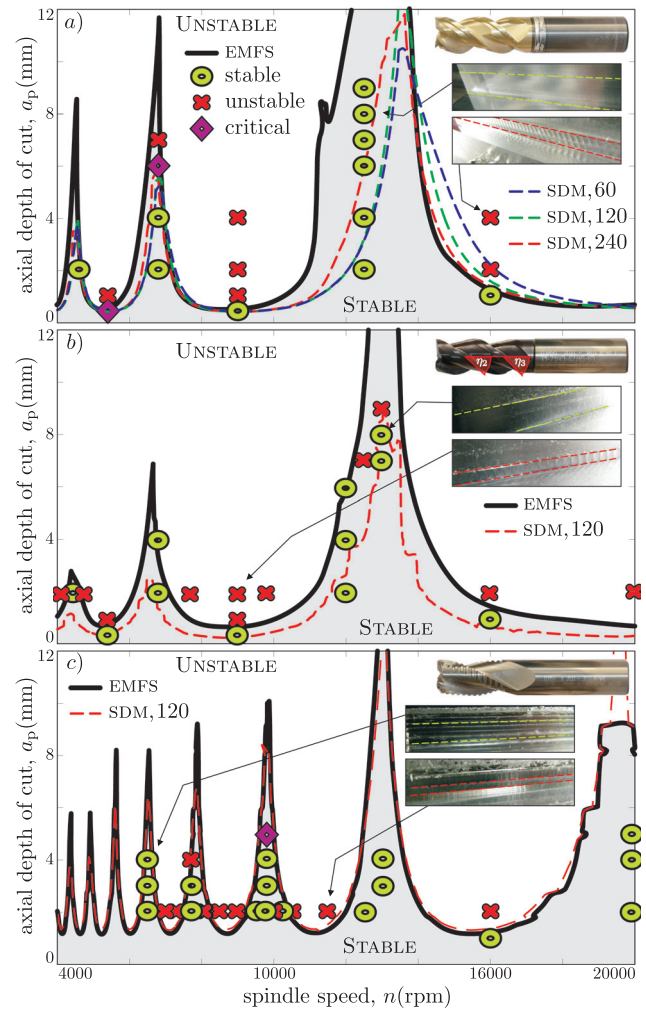 a)
UNSTABLE
EMFS
stable
unstable
critical
axial depth of cut, aₚ(mm)
12
8
4
0
SDM, 60
SDM, 120
SDM, 240
STABLE
b)
UNSTABLE
η₂ η₃
axial depth of cut, aₚ(mm)
12
8
4
0
EMFS
SDM, 120
STABLE
c)
UNSTABLE
EMFS
SDM, 120
axial depth of cut, aₚ(mm)
12
8
4
0
STABLE
4000 10000 16000 20000
spindle speed, n(rpm)